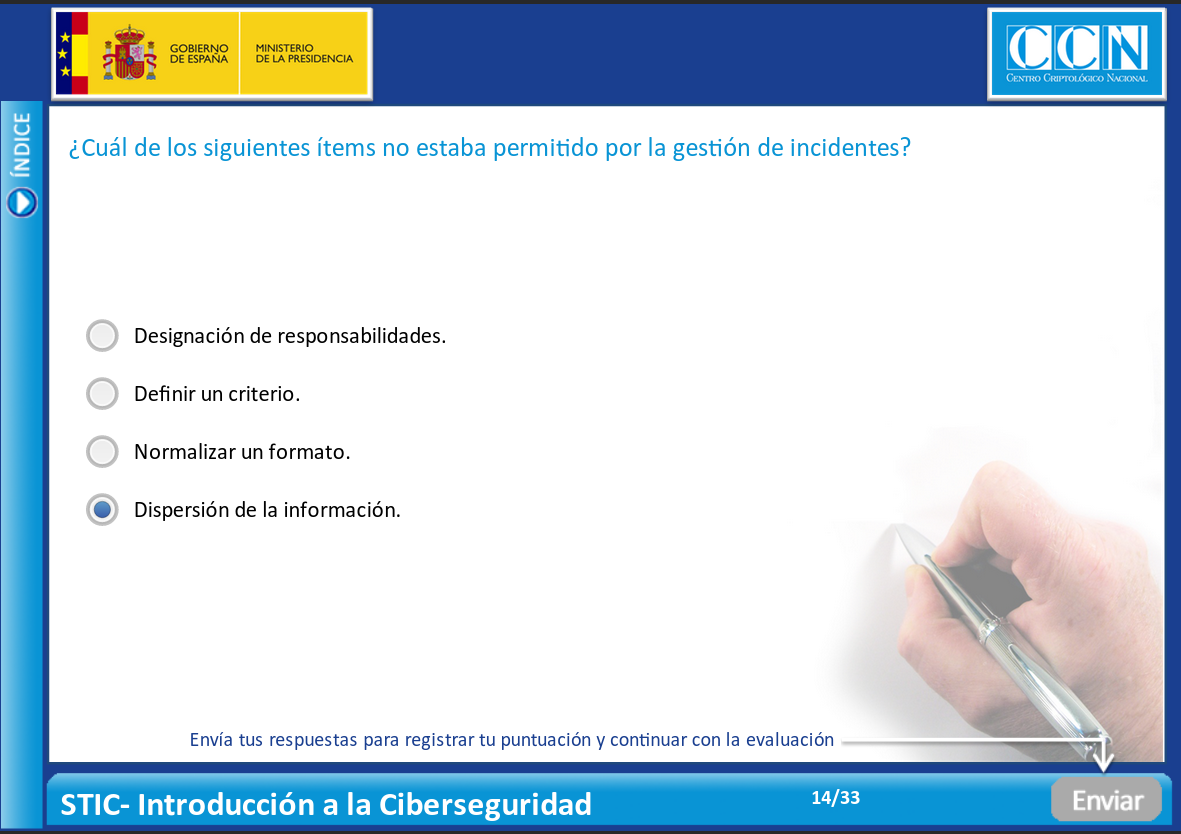 GOBIERNO
DE ESPAÑA
MINISTERIO
DE LA PRESIDENCIA
CCN
CENTRO CRIPTOLÓGICO NACIONAL
ÍNDICE
¿Cuál de los siguientes ítems no estaba permitido por la gestión de incidentes?
Designación de responsabilidades.
Definir un criterio.
Normalizar un formato.
Dispersión de la información.
Envía tus respuestas para registrar tu puntuación y continuar con la evaluación
STIC- Introducción a la Ciberseguridad
14/33
Enviar